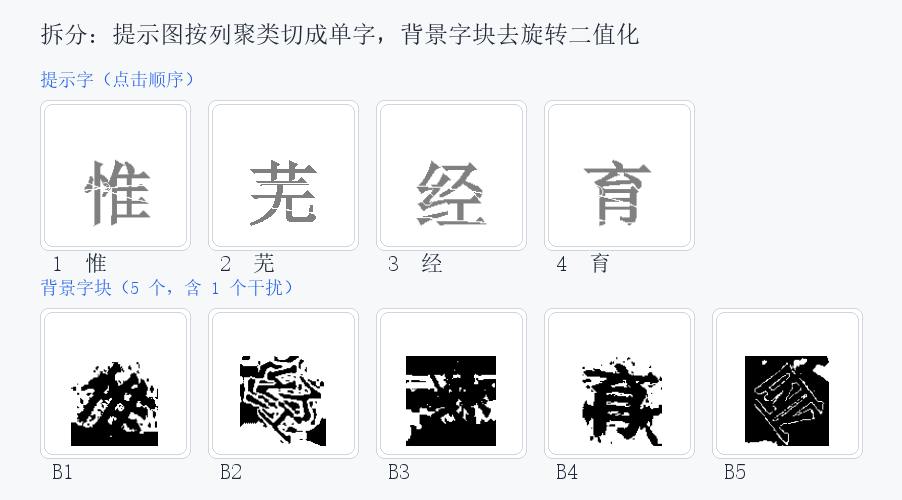 拆分：提示图按列聚类切成单字，背景字块去旋转二值化
提示字（点击顺序）
惟 芜 经 育
1 惟 2 芜 3 经 4 育
背景字块（5 个，含 1 个干扰）
育
B1 B2 B3 B4 B5